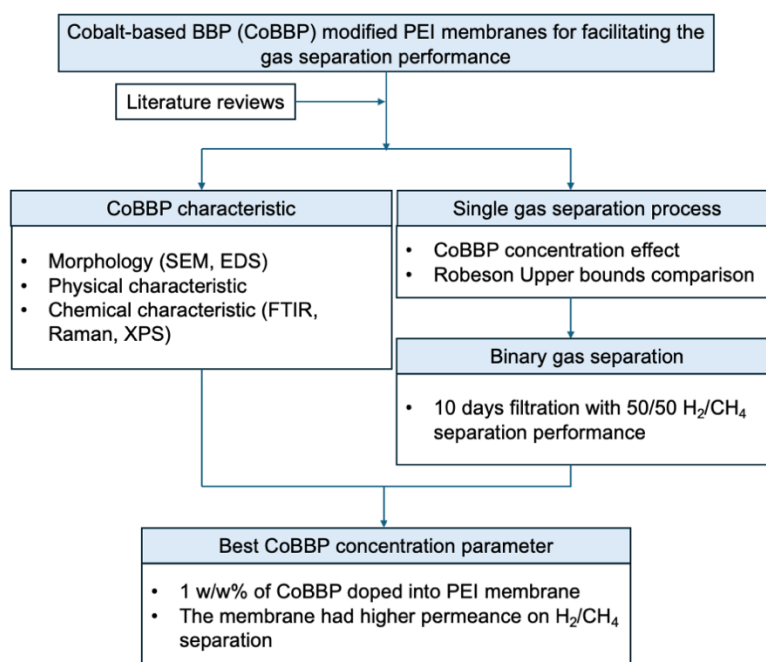 Cobalt-based BBP (CoBBP) modified PEI membranes for facilitating the
gas separation performance
Literature reviews
CoBBP characteristic
• Morphology (SEM, EDS)
• Physical characteristic
• Chemical characteristic (FTIR,
Raman, XPS)
Single gas separation process
• CoBBP concentration effect
• Robeson Upper bounds comparison
Binary gas separation
• 10 days filtration with 50/50 H₂/CH₄
separation performance
Best CoBBP concentration parameter
• 1 w/w% of CoBBP doped into PEI membrane
• The membrane had higher permeance on H₂/CH₄
separation